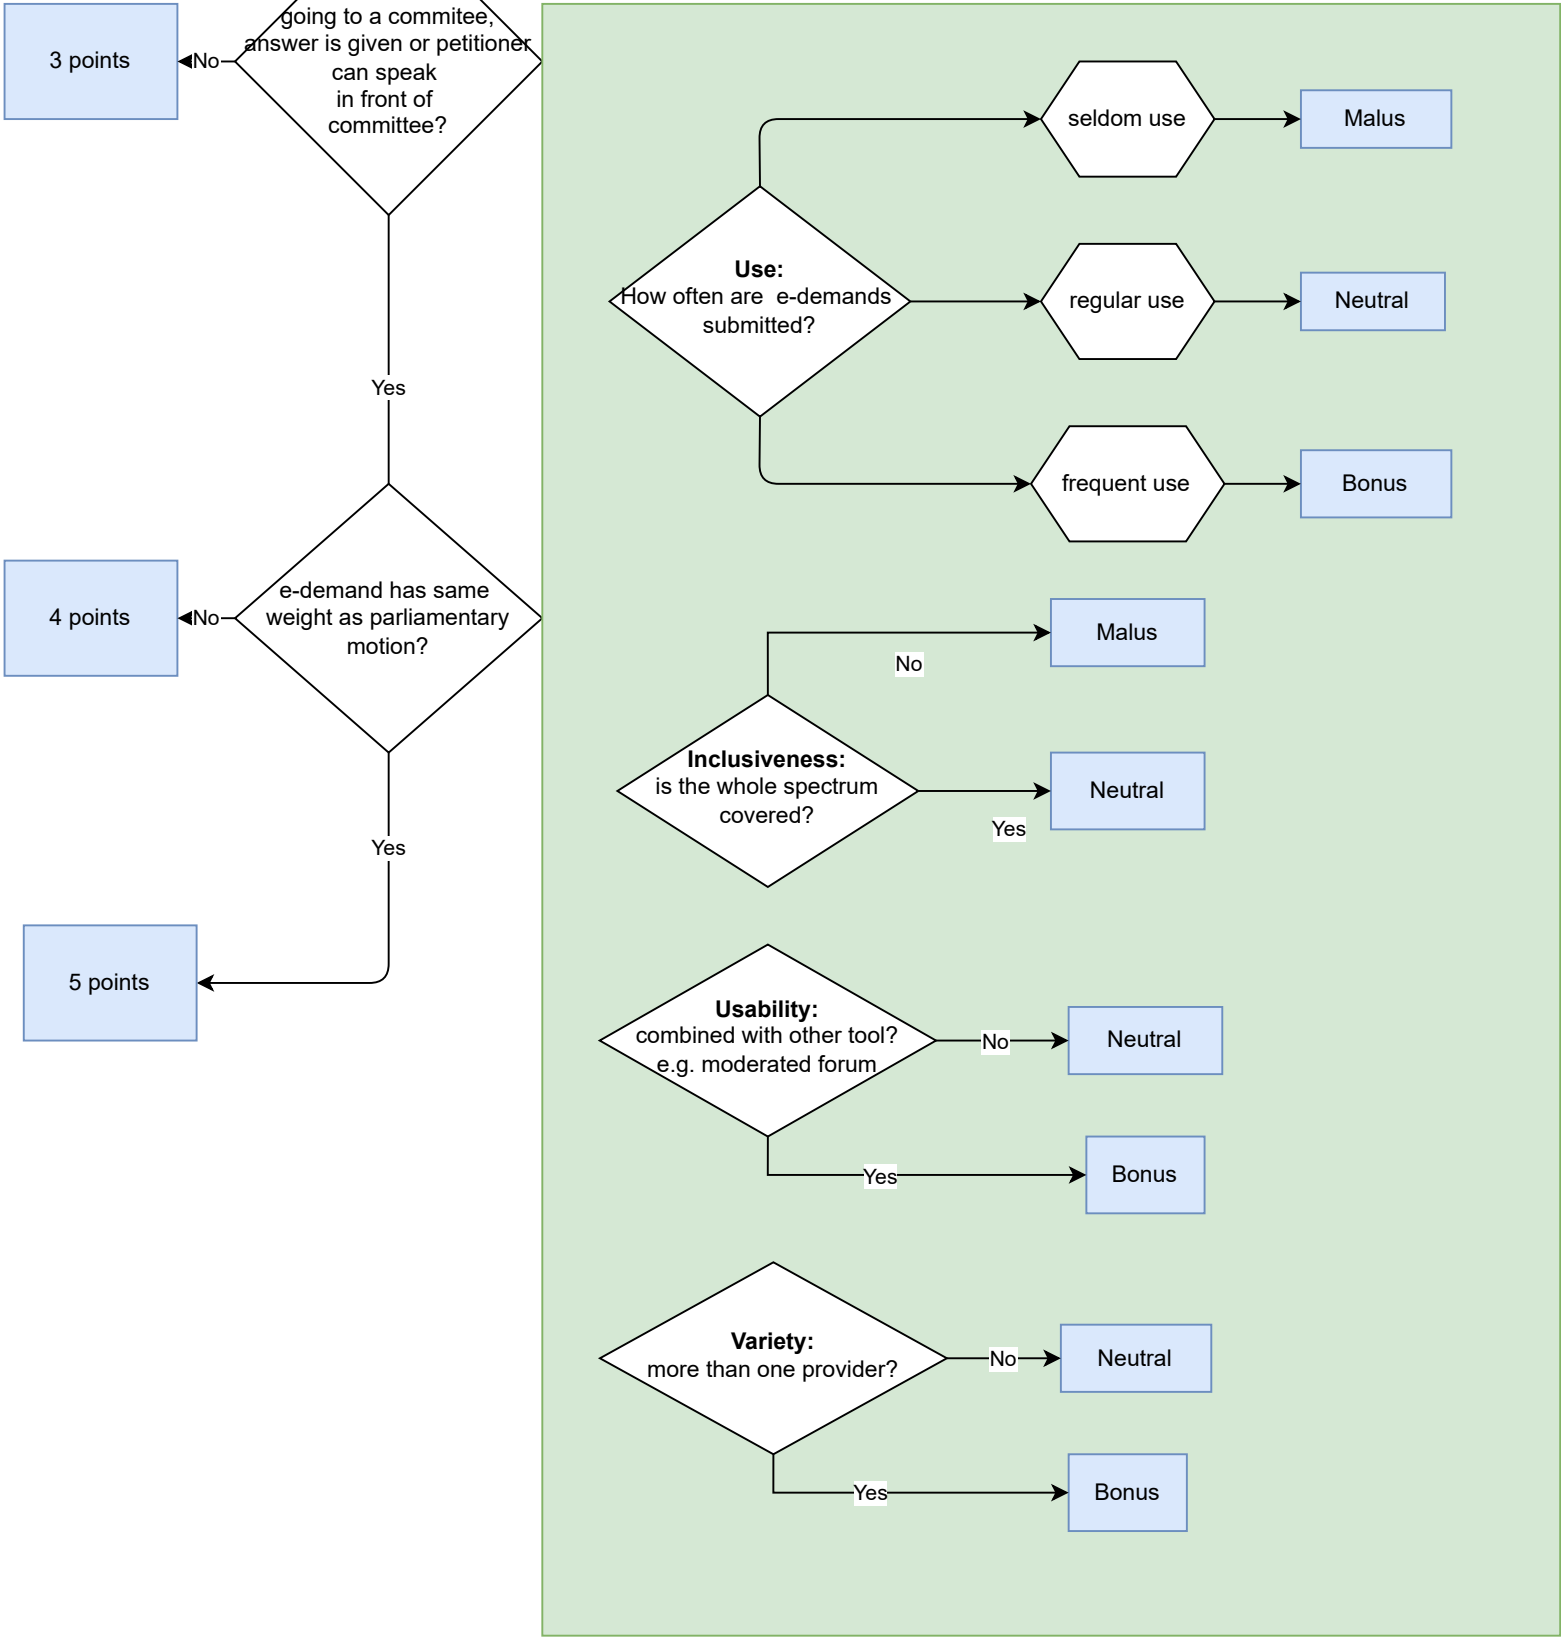 3 points
No
going to a commitee,
answer is given or petitioner
can speak
in front of
committee?
Yes
4 points
No
e-demand has same
weight as parliamentary
motion?
Yes
5 points
seldom use
Malus
Use:
How often are  e-demands
submitted?
regular use
Neutral
frequent use
Bonus
Malus
No
Inclusiveness:
is the whole spectrum
covered?
Neutral
Yes
Usability:
combined with other tool?
e.g. moderated forum
No
Neutral
Yes
Bonus
Variety:
more than one provider?
No
Neutral
Yes
Bonus